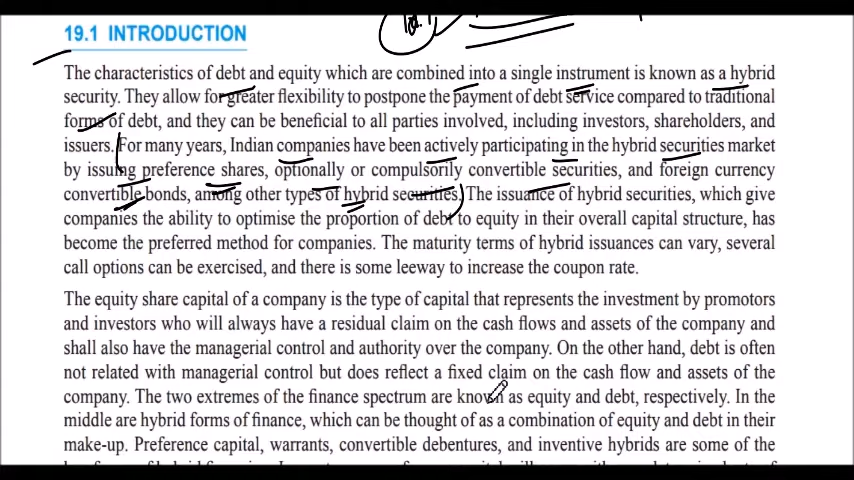 19.1 INTRODUCTION
The characteristics of debt and equity which are combined into a single instrument is known as a hybrid
security. They allow for greater flexibility to postpone the payment of debt service compared to traditional
forms of debt, and they can be beneficial to all parties involved, including investors, shareholders, and
issuers. For many years, Indian companies have been actively participating in the hybrid securities market
by issuing preference shares, optionally or compulsorily convertible securities, and foreign currency
convertible bonds, among other types of hybrid securities. The issuance of hybrid securities, which give
companies the ability to optimise the proportion of debt to equity in their overall capital structure, has
become the preferred method for companies. The maturity terms of hybrid issuances can vary, several
call options can be exercised, and there is some leeway to increase the coupon rate.
The equity share capital of a company is the type of capital that represents the investment by promotors
and investors who will always have a residual claim on the cash flows and assets of the company and
shall also have the managerial control and authority over the company. On the other hand, debt is often
not related with managerial control but does reflect a fixed claim on the cash flow and assets of the
company. The two extremes of the finance spectrum are known as equity and debt, respectively. In the
middle are hybrid forms of finance, which can be thought of as a combination of equity and debt in their
make-up. Preference capital, warrants, convertible debentures, and inventive hybrids are some of the